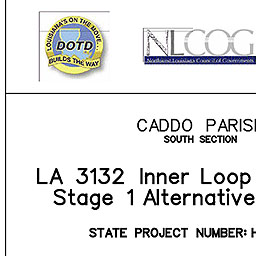 LOUISIANA'S ON THE MOVE.
DOTD
BUILDS THE WAY
NLCOG
Northwest Louisiana Council of Governments
CADDO PARIS
SOUTH SECTION
LA 3132 Inner Loop
Stage 1 Alternative
STATE PROJECT NUMBER: H